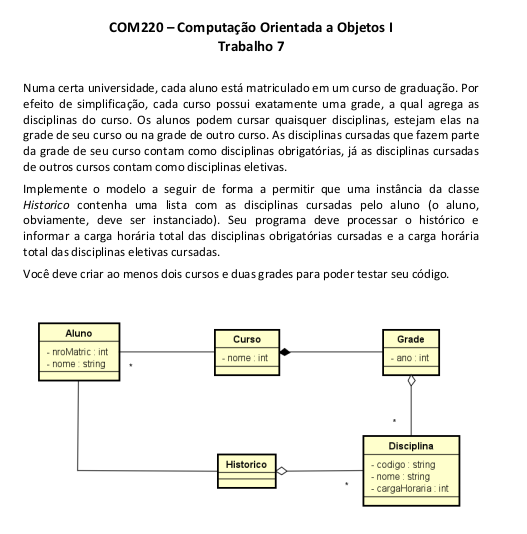 COM220 – Computação Orientada a Objetos I
Trabalho 7
Numa certa universidade, cada aluno está matriculado em um curso de graduação. Por
efeito de simplificação, cada curso possui exatamente uma grade, a qual agrega as
disciplinas do curso. Os alunos podem cursar quaisquer disciplinas, estejam elas na
grade de seu curso ou na grade de outro curso. As disciplinas cursadas que fazem parte
da grade de seu curso contam como disciplinas obrigatórias, já as disciplinas cursadas
de outros cursos contam como disciplinas eletivas.
Implemente o modelo a seguir de forma a permitir que uma instância da classe
Historico contenha uma lista com as disciplinas cursadas pelo aluno (o aluno,
obviamente, deve ser instanciado). Seu programa deve processar o histórico e
informar a carga horária total das disciplinas obrigatórias cursadas e a carga horária
total das disciplinas eletivas cursadas.
Você deve criar ao menos dois cursos e duas grades para poder testar seu código.
Aluno
- nroMatric : int
- nome : string
*
Curso
- nome : int
Grade
- ano : int
*
Disciplina
- codigo : string
- nome : string
- cargaHoraria : int
Historico
*